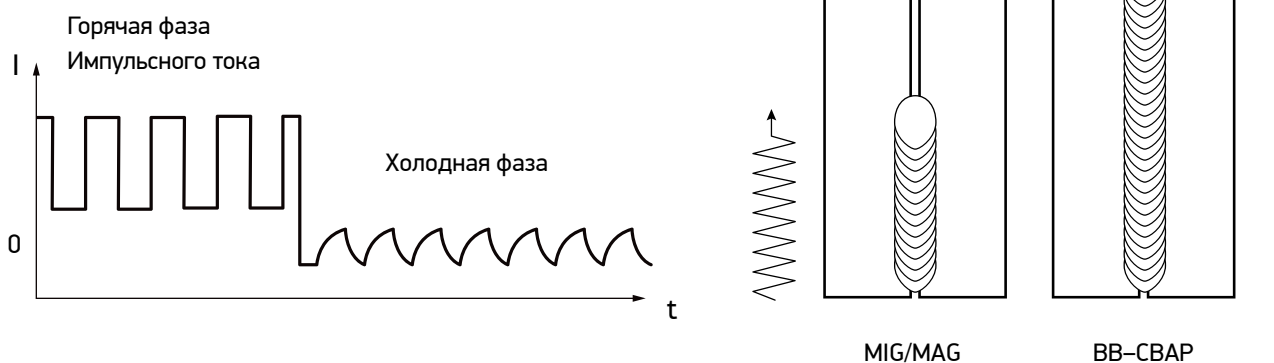 Горячая фаза
Импульсного тока
I
Холодная фаза
0
t
MIG/MAG
ВВ–СВАР